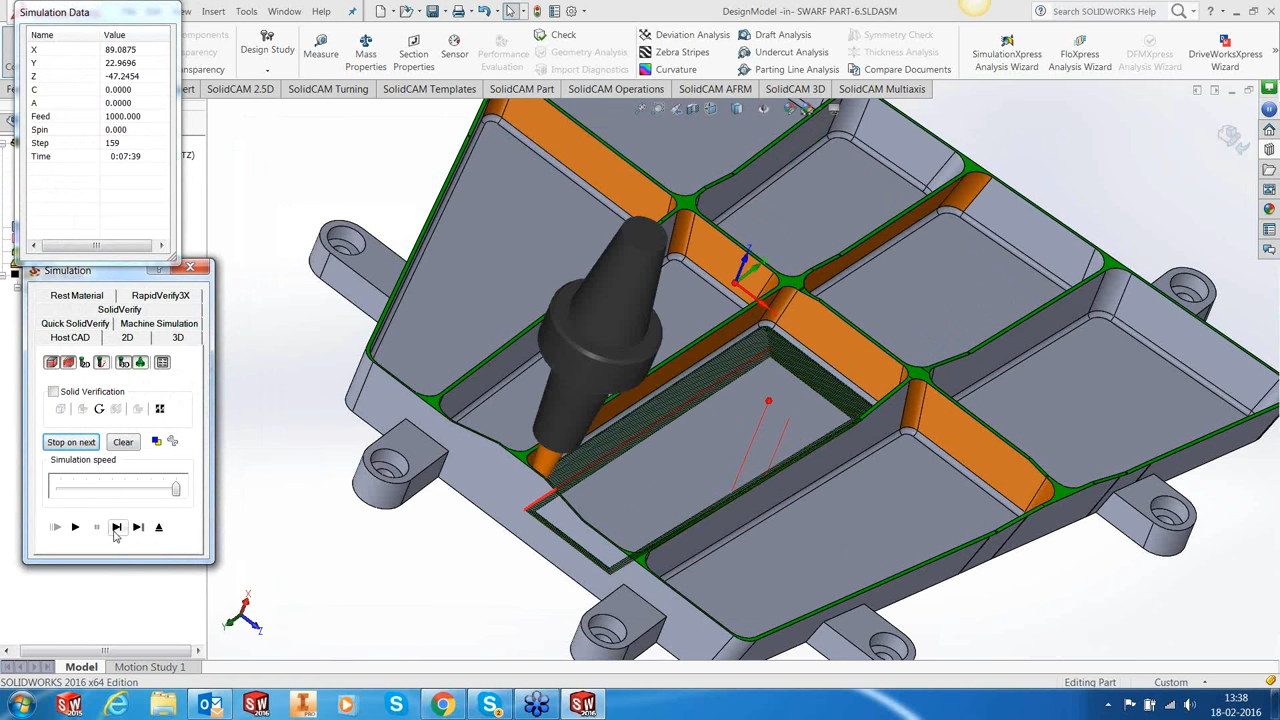 Simulation Data
Insert Tools Window Help
DesignModel -in- SWARF PART-6.SLDASM
Search SOLIDWORKS Help
Name Value
X 89.0875
Y 22.9696
Z -47.2454
C 0.0000
A 0.0000
Feed 1000.000
Spin 0.000
Step 159
Time 0:07:39
Design Study
Measure
Mass Properties
Section Properties
Sensor
Performance Evaluation
Check
Geometry Analysis
Import Diagnostics
Deviation Analysis
Zebra Stripes
Curvature
Draft Analysis
Undercut Analysis
Parting Line Analysis
Symmetry Check
Thickness Analysis
Compare Documents
SimulationXpress Analysis Wizard
FloXpress Analysis Wizard
DFMXpress Analysis Wizard
DriveWorksXpress Wizard
SolidCAM 2.5D SolidCAM Turning SolidCAM Templates SolidCAM Part SolidCAM Operations SolidCAM AFRM SolidCAM 3D SolidCAM Multiaxis
Simulation
Rest Material RapidVerify3X
SolidVerify
Quick SolidVerify Machine Simulation
Host CAD 2D 3D
Solid Verification
Stop on next Clear
Simulation speed
Z
X
Y
Z
Model Motion Study 1
SOLIDWORKS 2016 x64 Edition
Editing Part Custom
13:38
18-02-2016